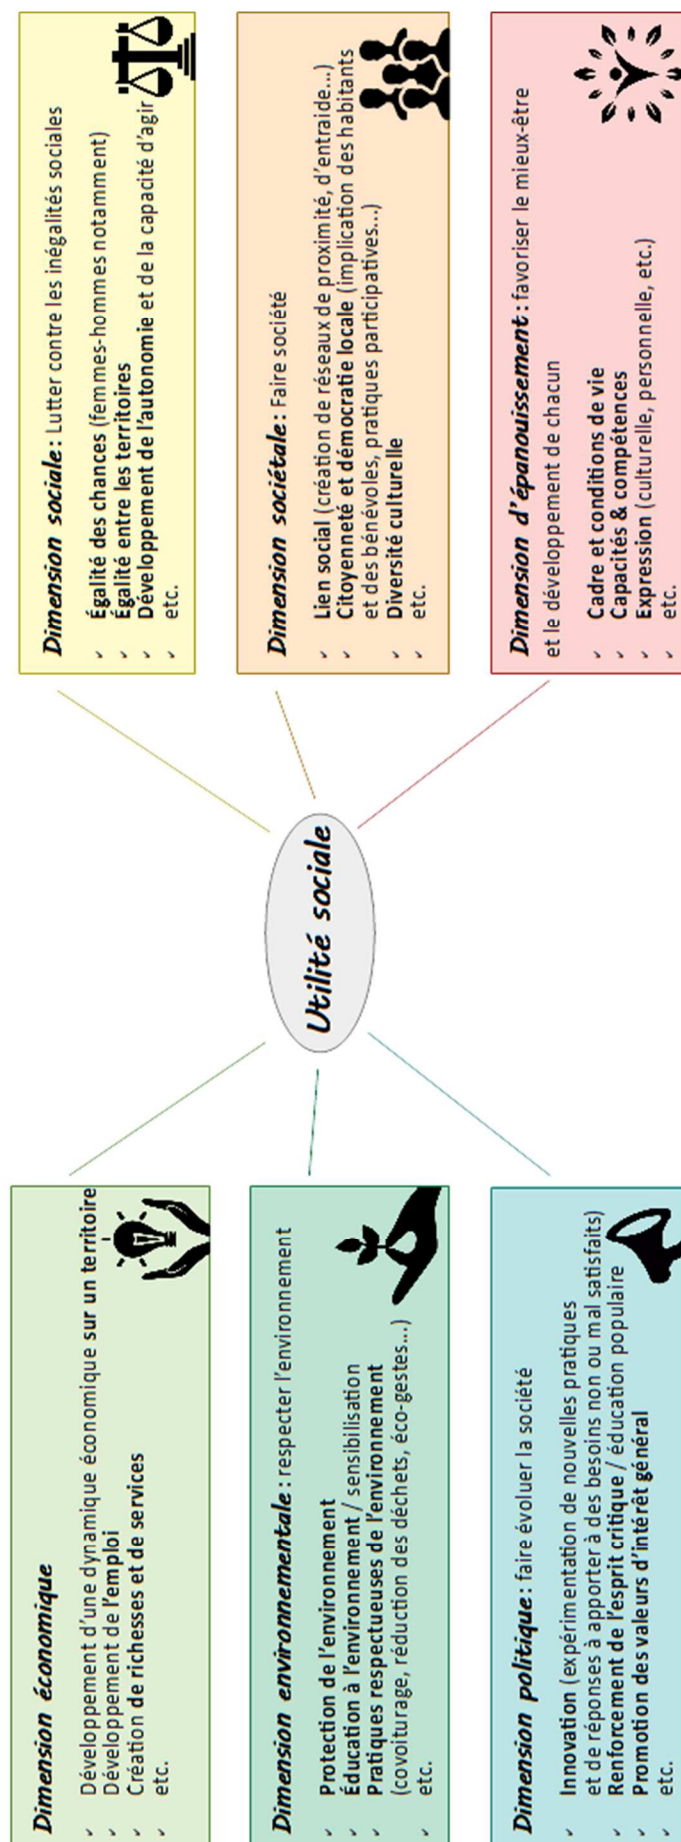 Dimension économique
✓ Développement d'une dynamique économique sur un territoire
✓ Développement de l'emploi
✓ Création de richesses et de services
✓ etc.
Dimension environnementale : respecter l'environnement
✓ Protection de l'environnement
✓ Éducation à l'environnement / sensibilisation
✓ Pratiques respectueuses de l'environnement
(covoiturage, réduction des déchets, éco-gestes...)
✓ etc.
Dimension politique : faire évoluer la société
✓ Innovation (expérimentation de nouvelles pratiques
et de réponses à apporter à des besoins non ou mal satisfaits)
✓ Renforcement de l'esprit critique / éducation populaire
✓ Promotion des valeurs d'intérêt général
✓ etc.
Utilité sociale
Dimension sociale : Lutter contre les inégalités sociales
✓ Égalité des chances (femmes-hommes notamment)
✓ Égalité entre les territoires
✓ Développement de l'autonomie et de la capacité d'agir
✓ etc.
Dimension sociétale : Faire société
✓ Lien social (création de réseaux de proximité, d'entraide...)
✓ Citoyenneté et démocratie locale (implication des habitants
et des bénévoles, pratiques participatives...)
✓ Diversité culturelle
✓ etc.
Dimension d'épanouissement : favoriser le mieux-être
et le développement de chacun
✓ Cadre et conditions de vie
✓ Capacités & compétences
✓ Expression (culturelle, personnelle, etc.)
✓ etc.